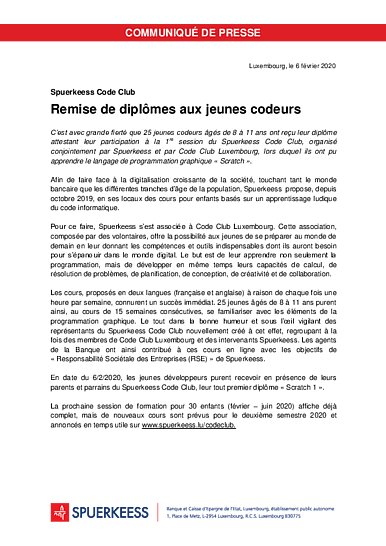 COMMUNIQUÉ DE PRESSE
Luxembourg, le 6 février 2020
Spuerkeess Code Club
Remise de diplômes aux jeunes codeurs
C'est avec grande fierté que 25 jeunes codeurs âgés de 8 à 11 ans ont reçu leur diplôme
attestant leur participation à la 1re session du Spuerkeess Code Club, organisé
conjointement par Spuerkeess et par Code Club Luxembourg, lors duquel ils ont pu
apprendre le langage de programmation graphique « Scratch ».
Afin de faire face à la digitalisation croissante de la société, touchant tant le monde
bancaire que les différentes tranches d'âge de la population, Spuerkeess propose, depuis
octobre 2019, en ses locaux des cours pour enfants basés sur un apprentissage ludique
du code informatique.
Pour ce faire, Spuerkeess s'est associée à Code Club Luxembourg. Cette association,
composée par des volontaires, offre la possibilité aux jeunes de se préparer au monde de
demain en leur donnant les compétences et outils indispensables dont ils auront besoin
pour s'épanouir dans le monde digital. Le but est de leur apprendre non seulement la
programmation, mais de développer en même temps leurs capacités de calcul, de
résolution de problèmes, de planification, de conception, de créativité et de collaboration.
Les cours, proposés en deux langues (française et anglaise) à raison de chaque fois une
heure par semaine, connurent un succès immédiat. 25 jeunes âgés de 8 à 11 ans purent
ainsi, au cours de 15 semaines consécutives, se familiariser avec les éléments de la
programmation graphique. Le tout dans la bonne humeur et sous l'œil vigilant des
représentants du Spuerkeess Code Club nouvellement créé à cet effet, regroupant à la
fois des membres de Code Club Luxembourg et des intervenants Spuerkeess. Les agents
de la Banque ont ainsi contribué à ces cours en ligne avec les objectifs de
« Responsabilité Sociétale des Entreprises (RSE) » de Spuerkeess.
En date du 6/2/2020, les jeunes développeurs purent recevoir en présence de leurs
parents et parrains du Spuerkeess Code Club, leur tout premier diplôme « Scratch 1 ».
La prochaine session de formation pour 30 enfants (février – juin 2020) affiche déjà
complet, mais de nouveaux cours sont prévus pour le deuxième semestre 2020 et
annoncés en temps utile sur www.spuerkeess.lu/codeclub.
SPUERKEESS
Banque et Caisse d'Epargne de l'Etat, Luxembourg, établissement public autonome
1, Place de Metz, L-2954 Luxembourg, R.C.S. Luxembourg B30775